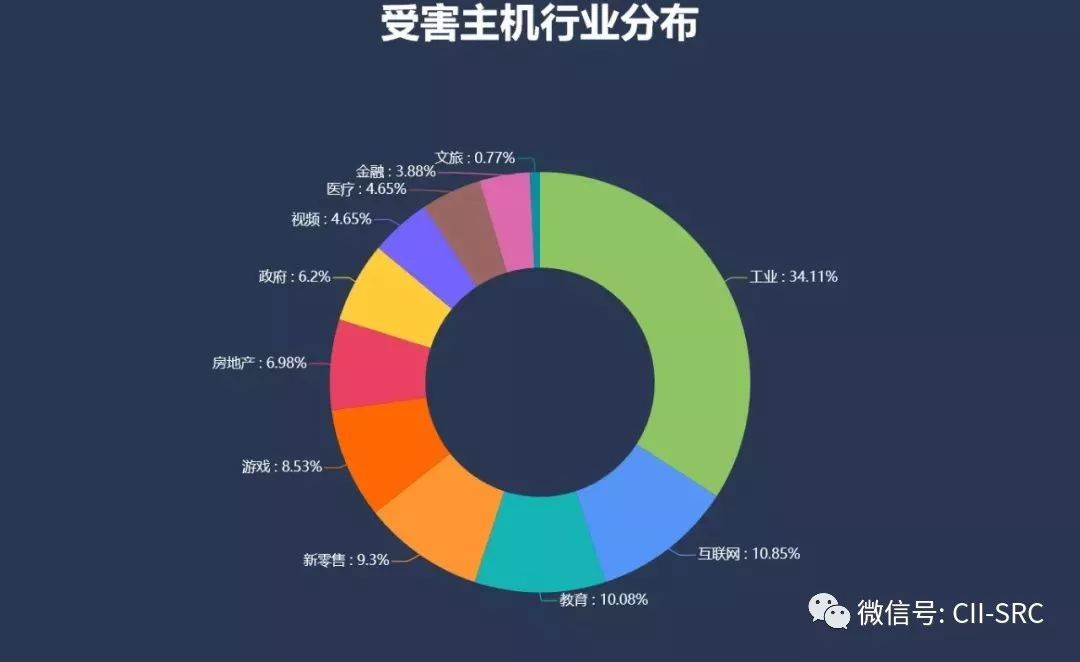 受害主机行业分布
文旅 : 0.77%
金融 : 3.88%
医疗 : 4.65%
视频 : 4.65%
政府 : 6.2%
工业 : 34.11%
房地产 : 6.98%
游戏 : 8.53%
互联网 : 10.85%
新零售 : 9.3%
教育 : 10.08%
微信号: CII-SRC